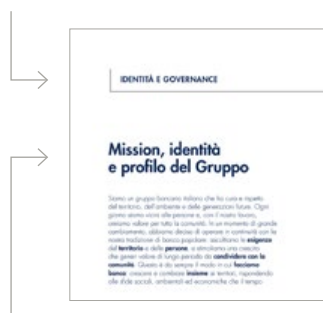 IDENTITÀ E GOVERNANCE
Mission, identità
e profilo del Gruppo
Siamo un gruppo bancario italiano che ha cura e rispetto
del territorio, dell'ambiente e delle generazioni future. Ogni
giorno siamo vicini alle persone e, con il nostro lavoro,
creiamo valore per tutta la comunità. In un momento di grande
cambiamento, abbiamo deciso di operare in continuità con la
nostra tradizione di banca popolare: ascoltiamo le esigenze
del territorio e delle persone, e stimoliamo una crescita
che generi valore di lungo periodo da condividere con la
comunità. Questo è da sempre il modo in cui facciamo
banca: crescere e cambiare insieme ai territori, rispondendo
alle sfide sociali, ambientali ed economiche che il tempo